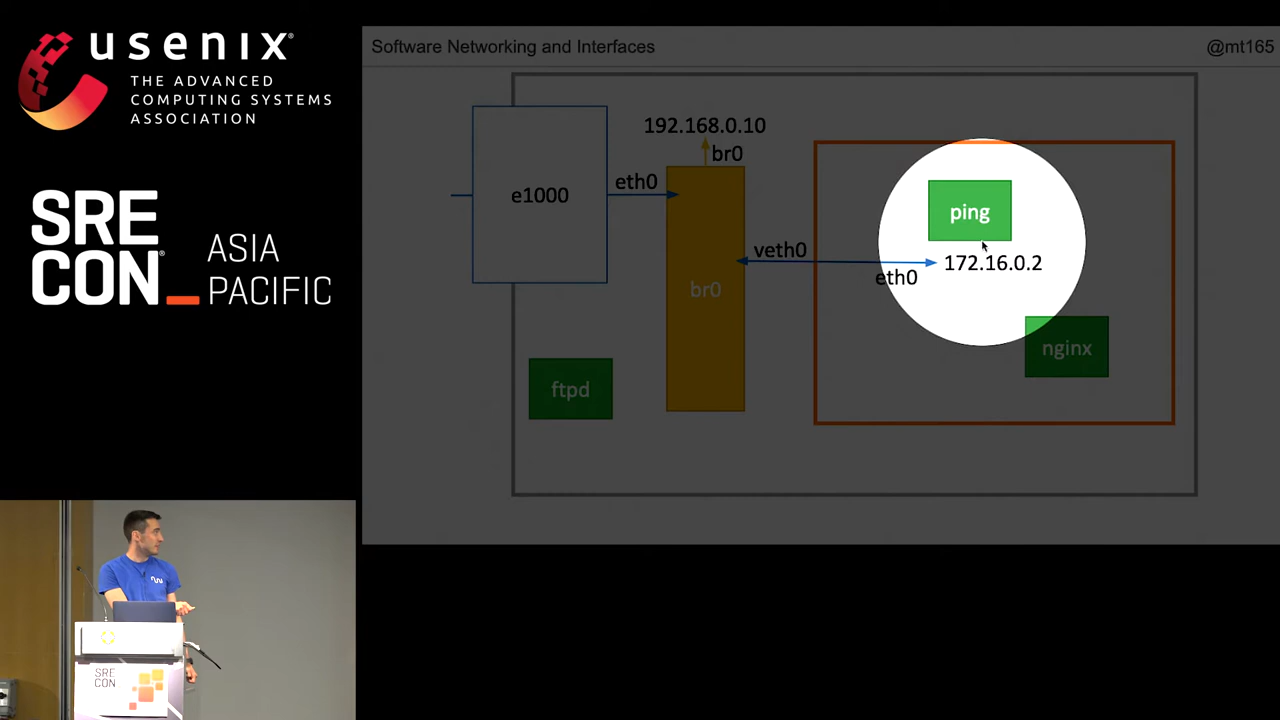 usenix
THE ADVANCED
COMPUTING SYSTEMS
ASSOCIATION
SRE
CON
ASIA
PACIFIC
Software Networking and Interfaces
@mt165
192.168.0.10
br0
e1000
eth0
veth0
br0
ping
172.16.0.2
eth0
nginx
ftpd
SRE
CON